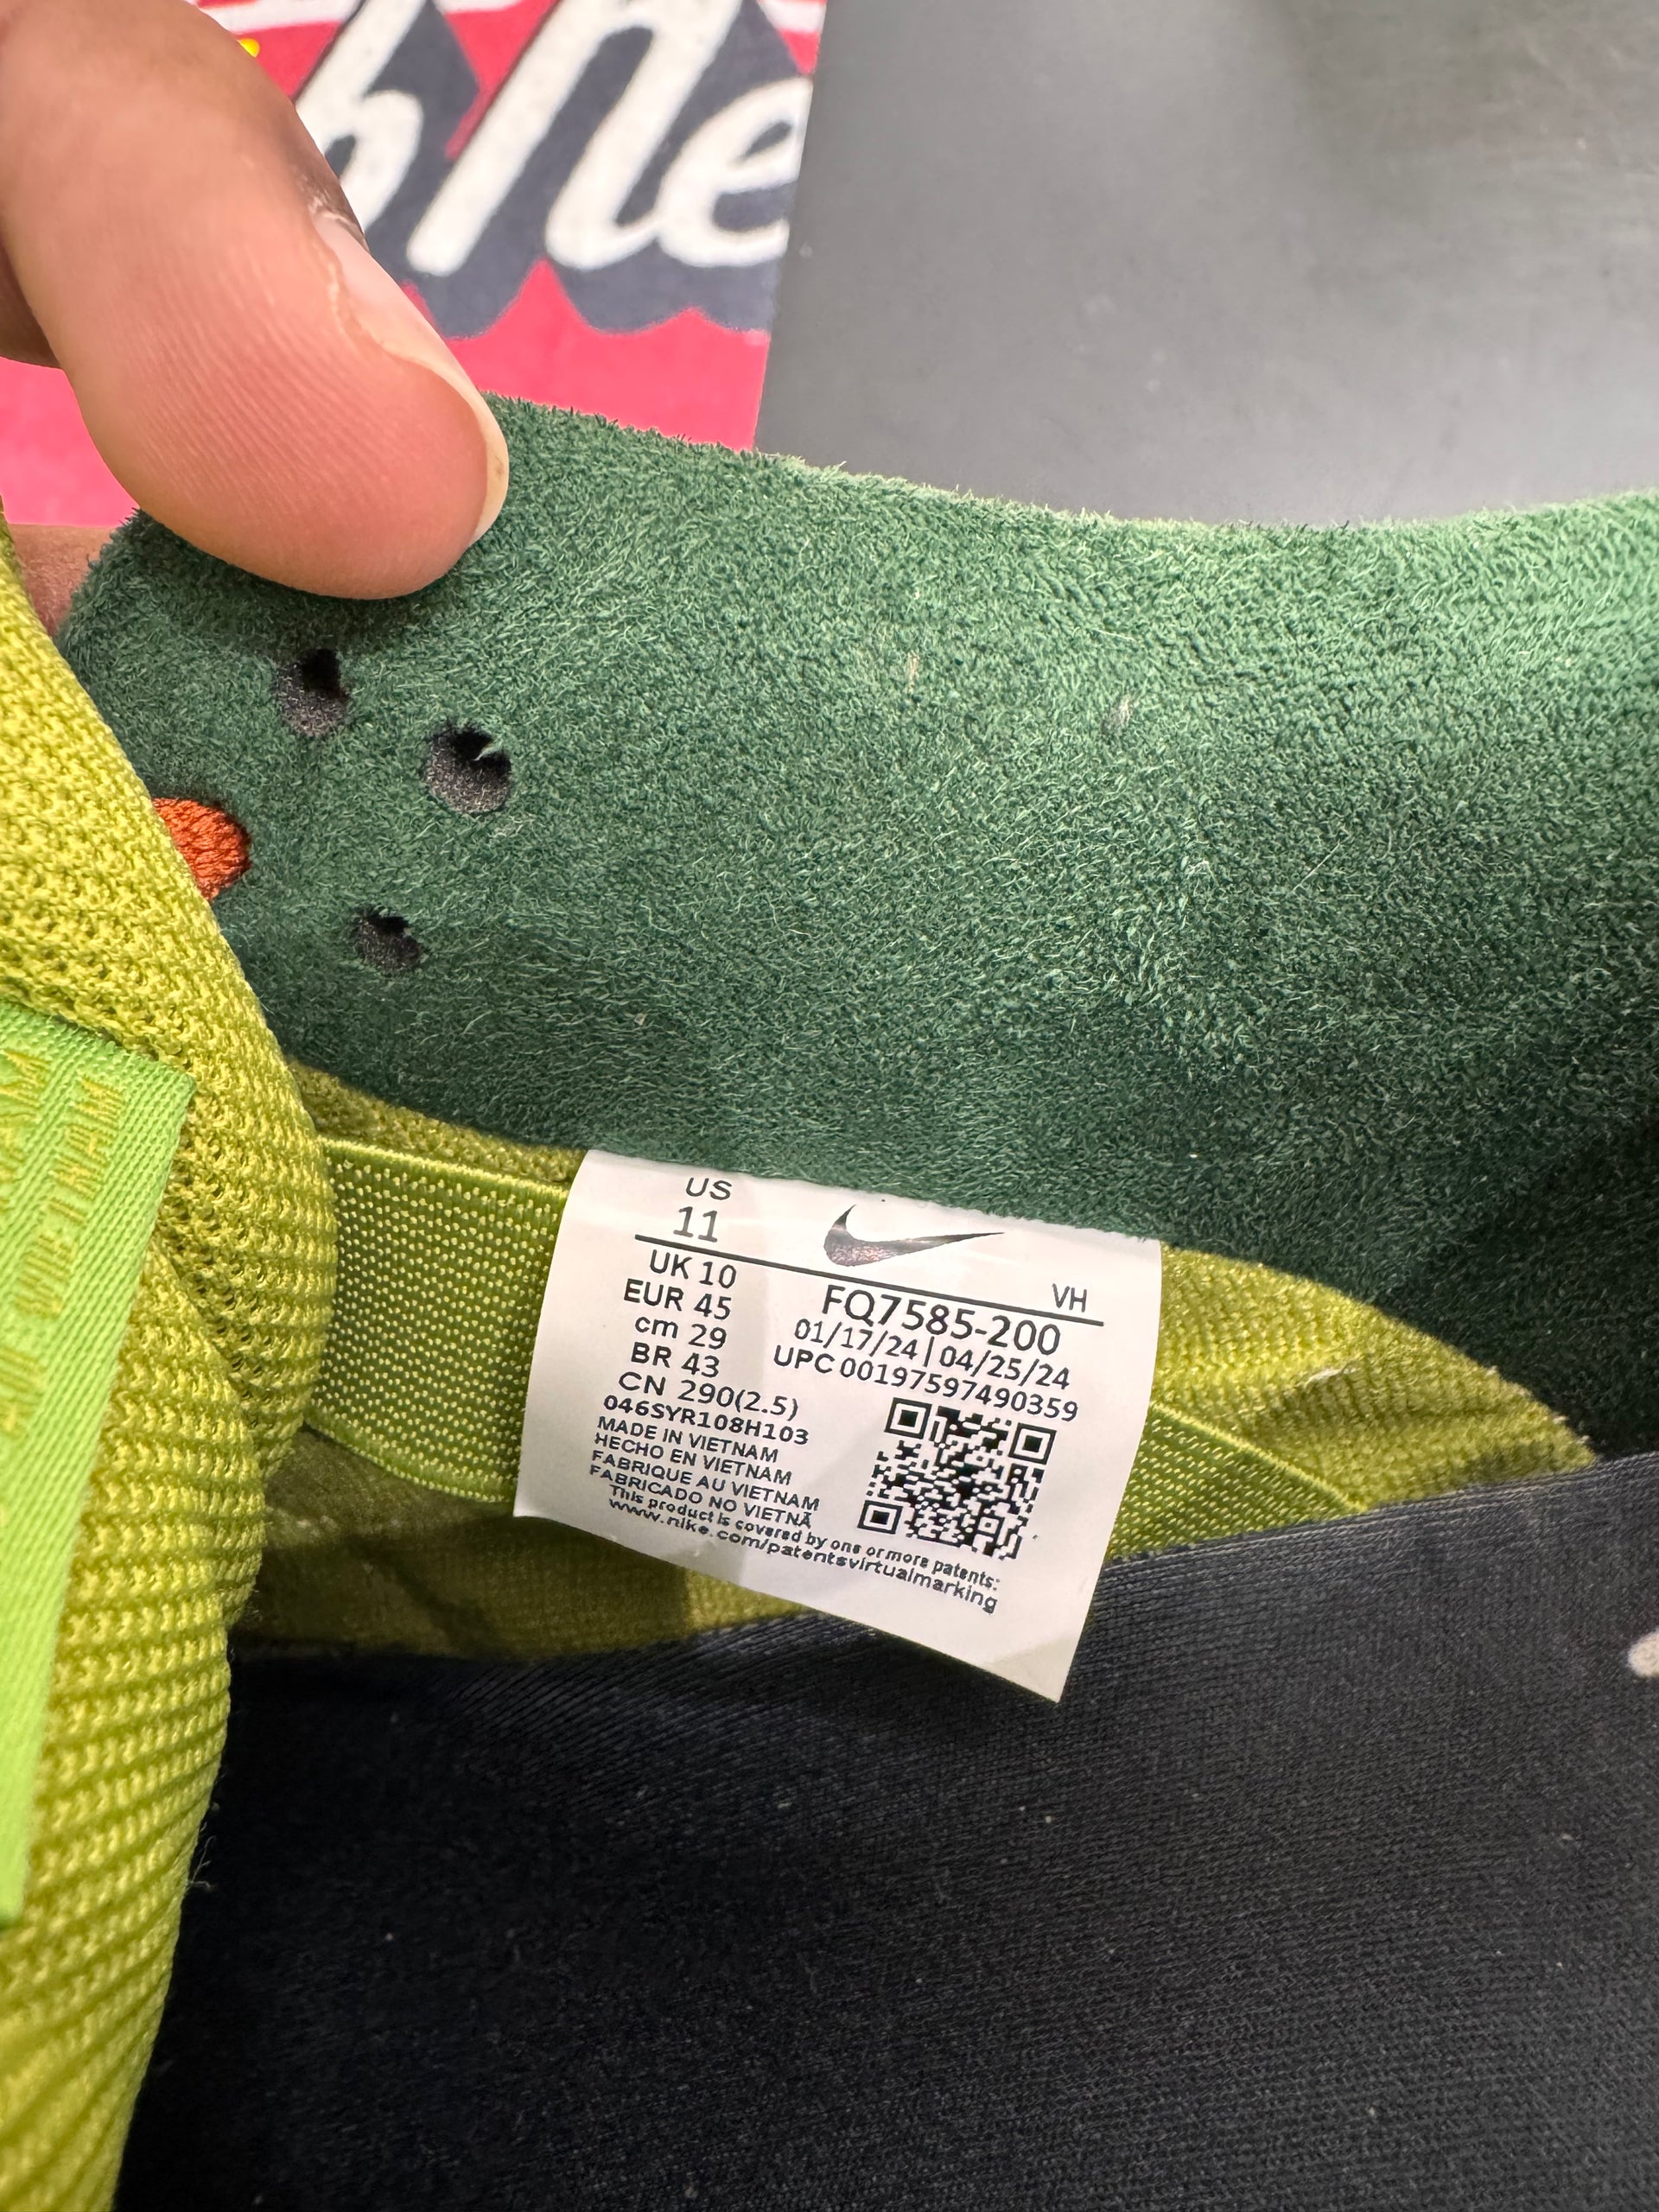 US
11
UK 10
EUR 45
cm 29
BR 43
CN 290(2.5)
046SYR108H103
MADE IN VIETNAM
HECHO EN VIETNAM
FABRIQUE AU VIETNAM
FABRICADO NO VIETNÃ
This product is covered by one or more patents:
www.nike.com/patentsvirtualmarking
VH
FQ7585-200
01/17/24|04/25/24
UPC 00197597490359